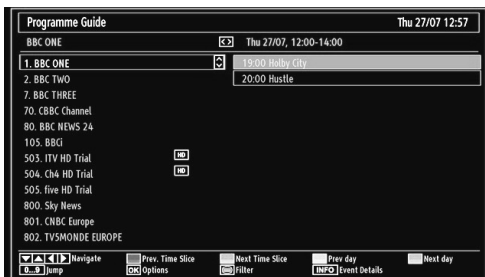 Programme Guide Thu 27/07 12:57
BBC ONE Thu 27/07, 12:00-14:00
1. BBC ONE 19:00 Holby City
2. BBC TWO 20:00 Hustle
7. BBC THREE
70. CBBC Channel
80. BBC NEWS 24
105. BBCi
503. ITV HD Trial HD
504. Ch4 HD Trial HD
505. five HD Trial
800. Sky News
801. CNBC Europe
802. TV5MONDE EUROPE
Navigate Prev. Time Slice Next Time Slice Prev day Next day
0...9 Jump OK Options Filter INFO Event Details